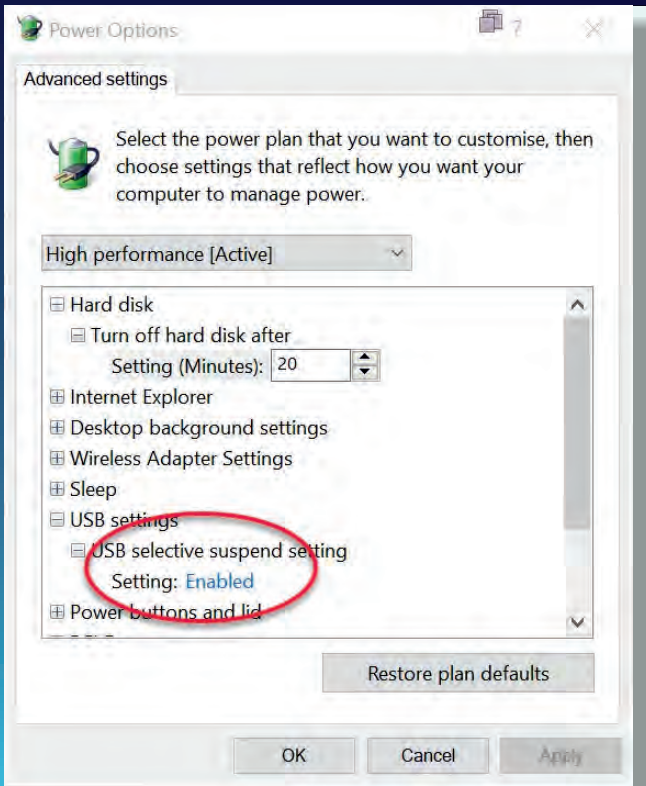 Power Options
?
Advanced settings
Select the power plan that you want to customise, then
choose settings that reflect how you want your
computer to manage power.
High performance [Active]
Hard disk
Turn off hard disk after
Setting (Minutes): 20
Internet Explorer
Desktop background settings
Wireless Adapter Settings
Sleep
USB settings
USB selective suspend setting
Setting: Enabled
Power buttons and lid
Restore plan defaults
OK Cancel Apply